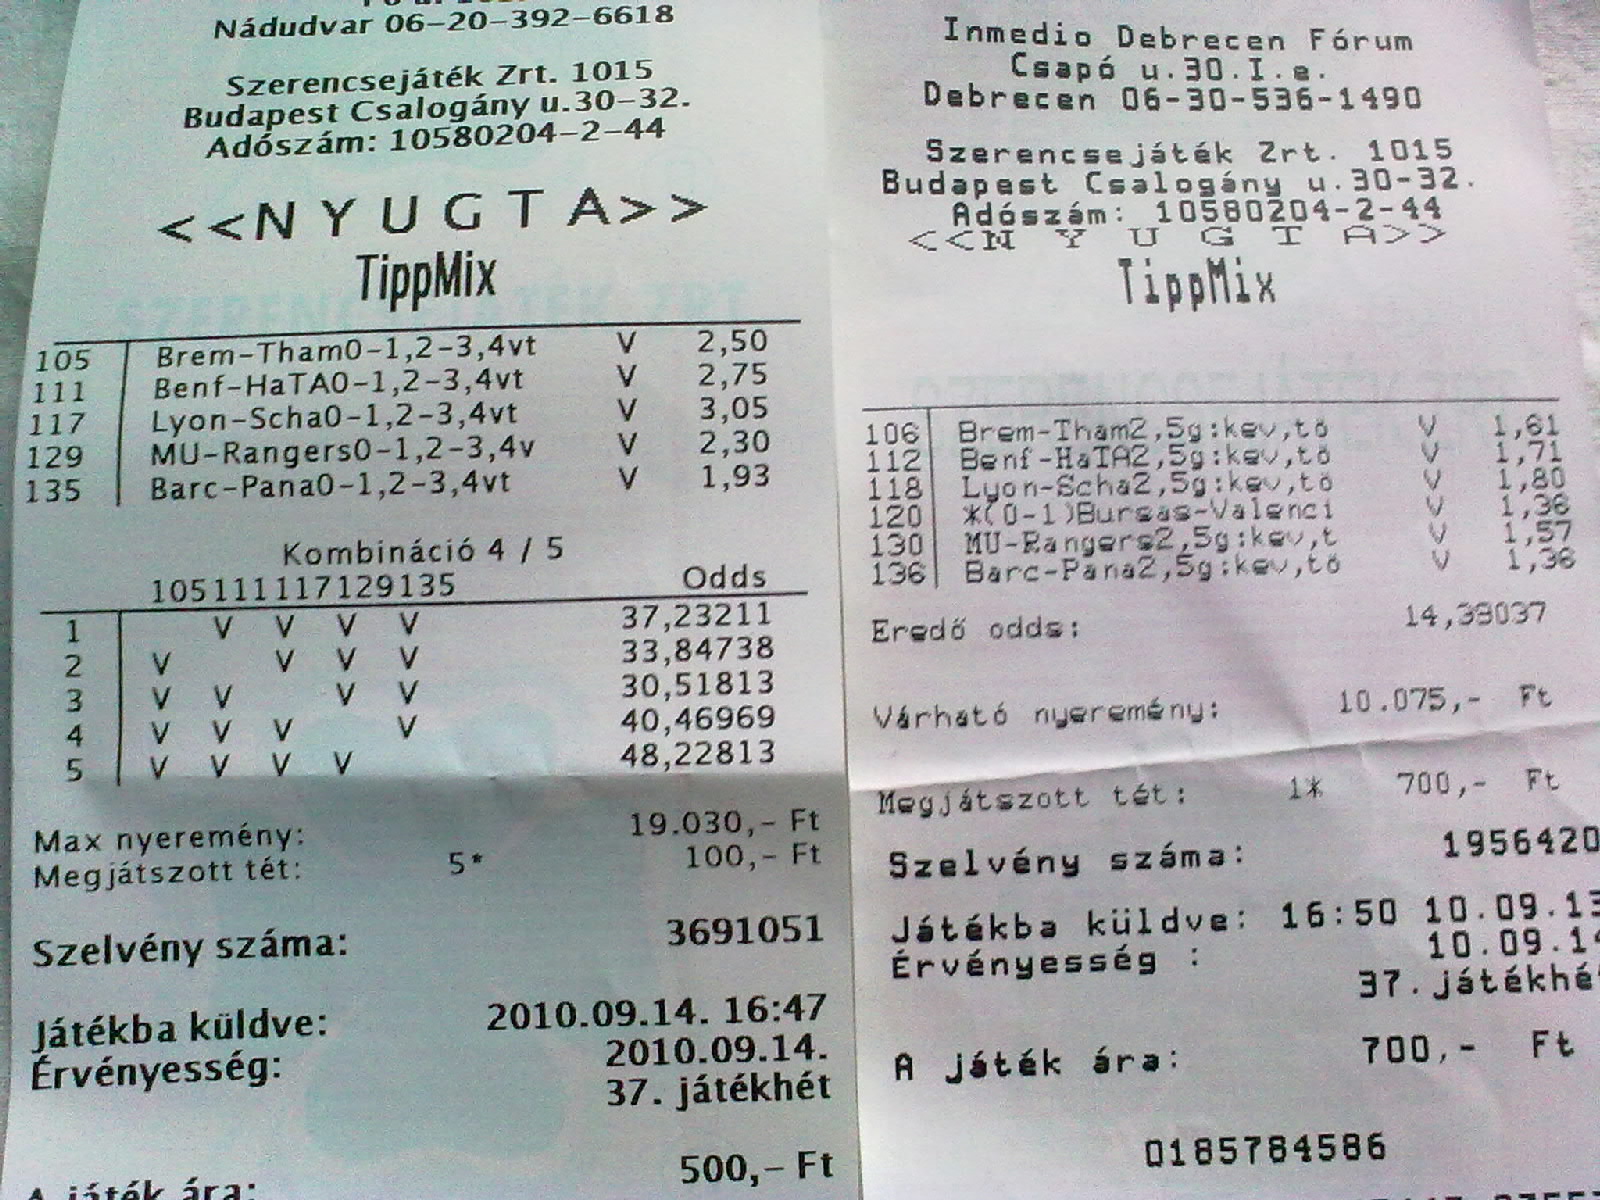 Nádudvar 06-20-392-6618
Szerencsejáték Zrt. 1015
Budapest Csalogány u.30-32.
Adószám: 10580204-2-44
<<N Y U G T A>>
TippMix
105 Brem-Tham0-1,2-3,4vt V 2,50
111 Benf-HaTA0-1,2-3,4vt V 2,75
117 Lyon-Scha0-1,2-3,4vt V 3,05
129 MU-Rangers0-1,2-3,4v V 2,30
135 Barc-Pana0-1,2-3,4vt V 1,93
Kombináció 4 / 5
105111117129135 Odds
1 V V V V 37,23211
2 V V V V 33,84738
3 V V V V 30,51813
4 V V V V 40,46969
5 V V V V 48,22813
Max nyeremény: 19.030,- Ft
Megjátszott tét: 5* 100,- Ft
Szelvény száma: 3691051
Játékba küldve: 2010.09.14. 16:47
Érvényesség: 2010.09.14.
37. játékhét
A játék ára: 500,- Ft
Inmedio Debrecen Fórum
Csapó u.30.I.e.
Debrecen 06-30-536-1490
Szerencsejáték Zrt. 1015
Budapest Csalogány u.30-32.
Adószám: 10580204-2-44
<<N Y U G T A>>
TippMix
106 Brem-Tham2,5g:kev,tö V 1,61
112 Benf-HaTA2,5g:kev,tö V 1,71
118 Lyon-Scha2,5g:kev,tö V 1,80
120 *(0-1)Bursas-Valenci V 1,36
130 MU-Rangers2,5g:kev,t V 1,57
136 Barc-Pana2,5g:kev,tö V 1,36
Eredő odds: 14,39037
Várható nyeremény: 10.075,- Ft
Megjátszott tét: 1* 700,- Ft
Szelvény száma: 1956420
Játékba küldve: 16:50 10.09.13
Érvényesség : 10.09.14
37.játékhé
A játék ára: 700,- Ft
0185784586